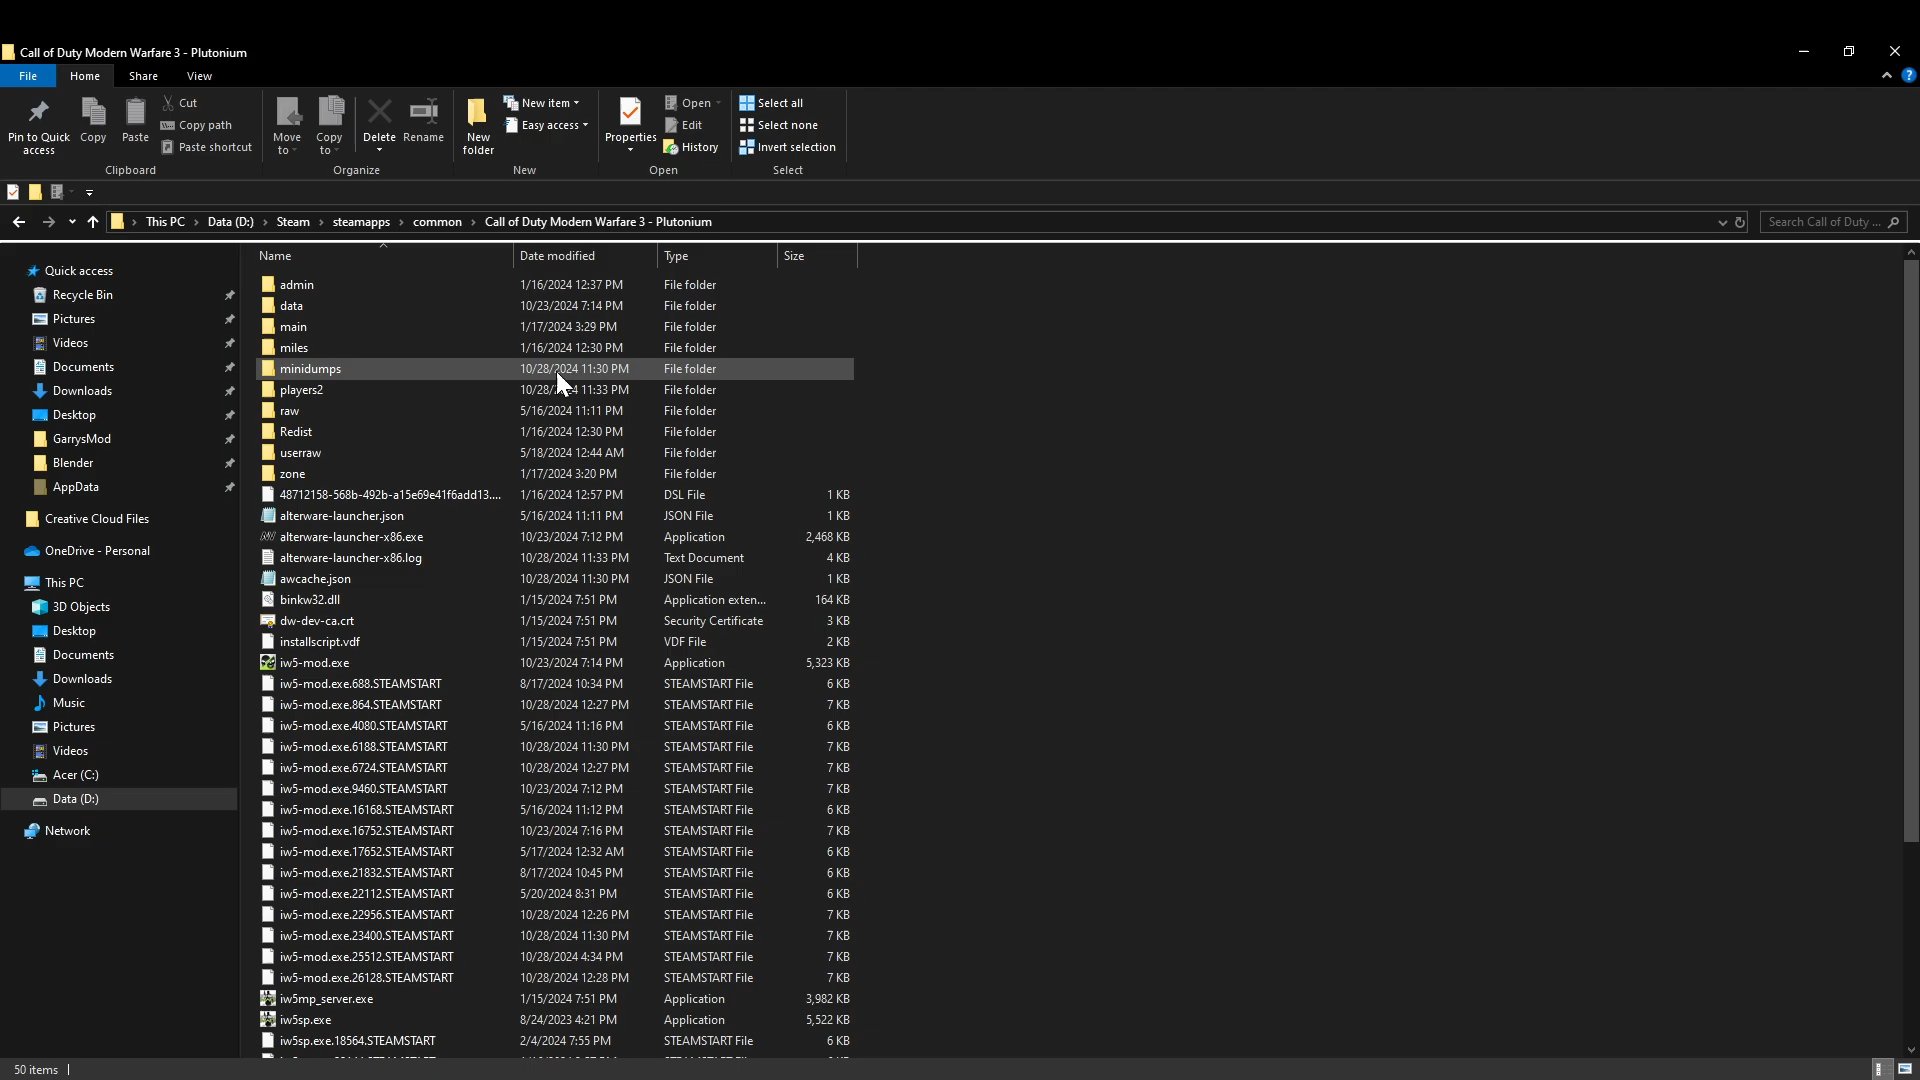 Call of Duty Modern Warfare 3 - Plutonium
File Home Share View
Pin to Quick access
Copy
Paste
Cut
Copy path
Paste shortcut
Clipboard
Move to
Copy to
Delete
Rename
Organize
New folder
New item
Easy access
New
Properties
Open
Edit
History
Open
Select all
Select none
Invert selection
Select
This PC Data (D:) Steam steamapps common Call of Duty Modern Warfare 3 - Plutonium
Search Call of Duty ...
Quick access
Recycle Bin
Pictures
Videos
Documents
Downloads
Desktop
GarrysMod
Blender
AppData
Creative Cloud Files
OneDrive - Personal
This PC
3D Objects
Desktop
Documents
Downloads
Music
Pictures
Videos
Acer (C:)
Data (D:)
Network
Name Date modified Type Size
admin 1/16/2024 12:37 PM File folder
data 10/23/2024 7:14 PM File folder
main 1/17/2024 3:29 PM File folder
miles 1/16/2024 12:30 PM File folder
minidumps 10/28/2024 11:30 PM File folder
players2 10/28/2024 11:33 PM File folder
raw 5/16/2024 11:11 PM File folder
Redist 1/16/2024 12:30 PM File folder
userraw 5/18/2024 12:44 AM File folder
zone 1/17/2024 3:20 PM File folder
48712158-568b-492b-a15e69e41f6add13.... 1/16/2024 12:57 PM DSL File 1 KB
alterware-launcher.json 5/16/2024 11:11 PM JSON File 1 KB
alterware-launcher-x86.exe 10/23/2024 7:12 PM Application 2,468 KB
alterware-launcher-x86.log 10/28/2024 11:33 PM Text Document 4 KB
awcache.json 10/28/2024 11:30 PM JSON File 1 KB
binkw32.dll 1/15/2024 7:51 PM Application exten... 164 KB
dw-dev-ca.crt 1/15/2024 7:51 PM Security Certificate 3 KB
installscript.vdf 1/15/2024 7:51 PM VDF File 2 KB
iw5-mod.exe 10/23/2024 7:14 PM Application 5,323 KB
iw5-mod.exe.688.STEAMSTART 8/17/2024 10:34 PM STEAMSTART File 6 KB
iw5-mod.exe.864.STEAMSTART 10/28/2024 12:27 PM STEAMSTART File 7 KB
iw5-mod.exe.4080.STEAMSTART 5/16/2024 11:16 PM STEAMSTART File 6 KB
iw5-mod.exe.6188.STEAMSTART 10/28/2024 11:30 PM STEAMSTART File 7 KB
iw5-mod.exe.6724.STEAMSTART 10/28/2024 12:27 PM STEAMSTART File 7 KB
iw5-mod.exe.9460.STEAMSTART 10/23/2024 7:12 PM STEAMSTART File 7 KB
iw5-mod.exe.16168.STEAMSTART 5/16/2024 11:12 PM STEAMSTART File 6 KB
iw5-mod.exe.16752.STEAMSTART 10/23/2024 7:16 PM STEAMSTART File 7 KB
iw5-mod.exe.17652.STEAMSTART 5/17/2024 12:32 AM STEAMSTART File 6 KB
iw5-mod.exe.21832.STEAMSTART 8/17/2024 10:45 PM STEAMSTART File 6 KB
iw5-mod.exe.22112.STEAMSTART 5/20/2024 8:31 PM STEAMSTART File 6 KB
iw5-mod.exe.22956.STEAMSTART 10/28/2024 12:26 PM STEAMSTART File 7 KB
iw5-mod.exe.23400.STEAMSTART 10/28/2024 11:30 PM STEAMSTART File 7 KB
iw5-mod.exe.25512.STEAMSTART 10/28/2024 4:34 PM STEAMSTART File 7 KB
iw5-mod.exe.26128.STEAMSTART 10/28/2024 12:28 PM STEAMSTART File 7 KB
iw5mp_server.exe 1/15/2024 7:51 PM Application 3,982 KB
iw5sp.exe 8/24/2023 4:21 PM Application 5,522 KB
iw5sp.exe.18564.STEAMSTART 2/4/2024 7:55 PM STEAMSTART File 6 KB
50 items